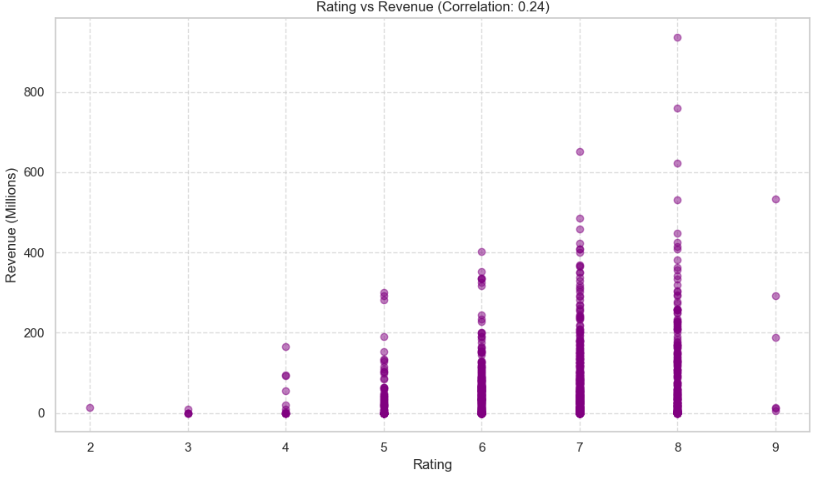 Rating vs Revenue (Correlation: 0.24)
Revenue (Millions)
800
600
400
200
0
2 3 4 5 6 7 8 9
Rating